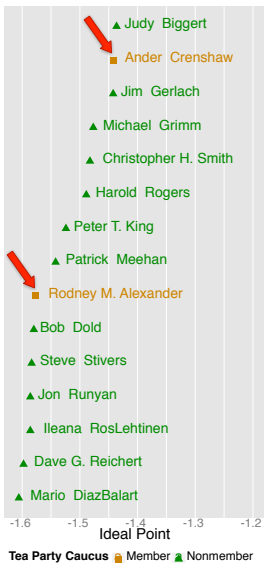 Judy Biggert
Ander Crenshaw
Jim Gerlach
Michael Grimm
Christopher H. Smith
Harold Rogers
Peter T. King
Patrick Meehan
Rodney M. Alexander
Bob Dold
Steve Stivers
Jon Runyan
Ileana RosLehtinen
Dave G. Reichert
Mario DiazBalart
-1.6 -1.5 -1.4 -1.3 -1.2
Ideal Point
Tea Party Caucus Member Nonmember